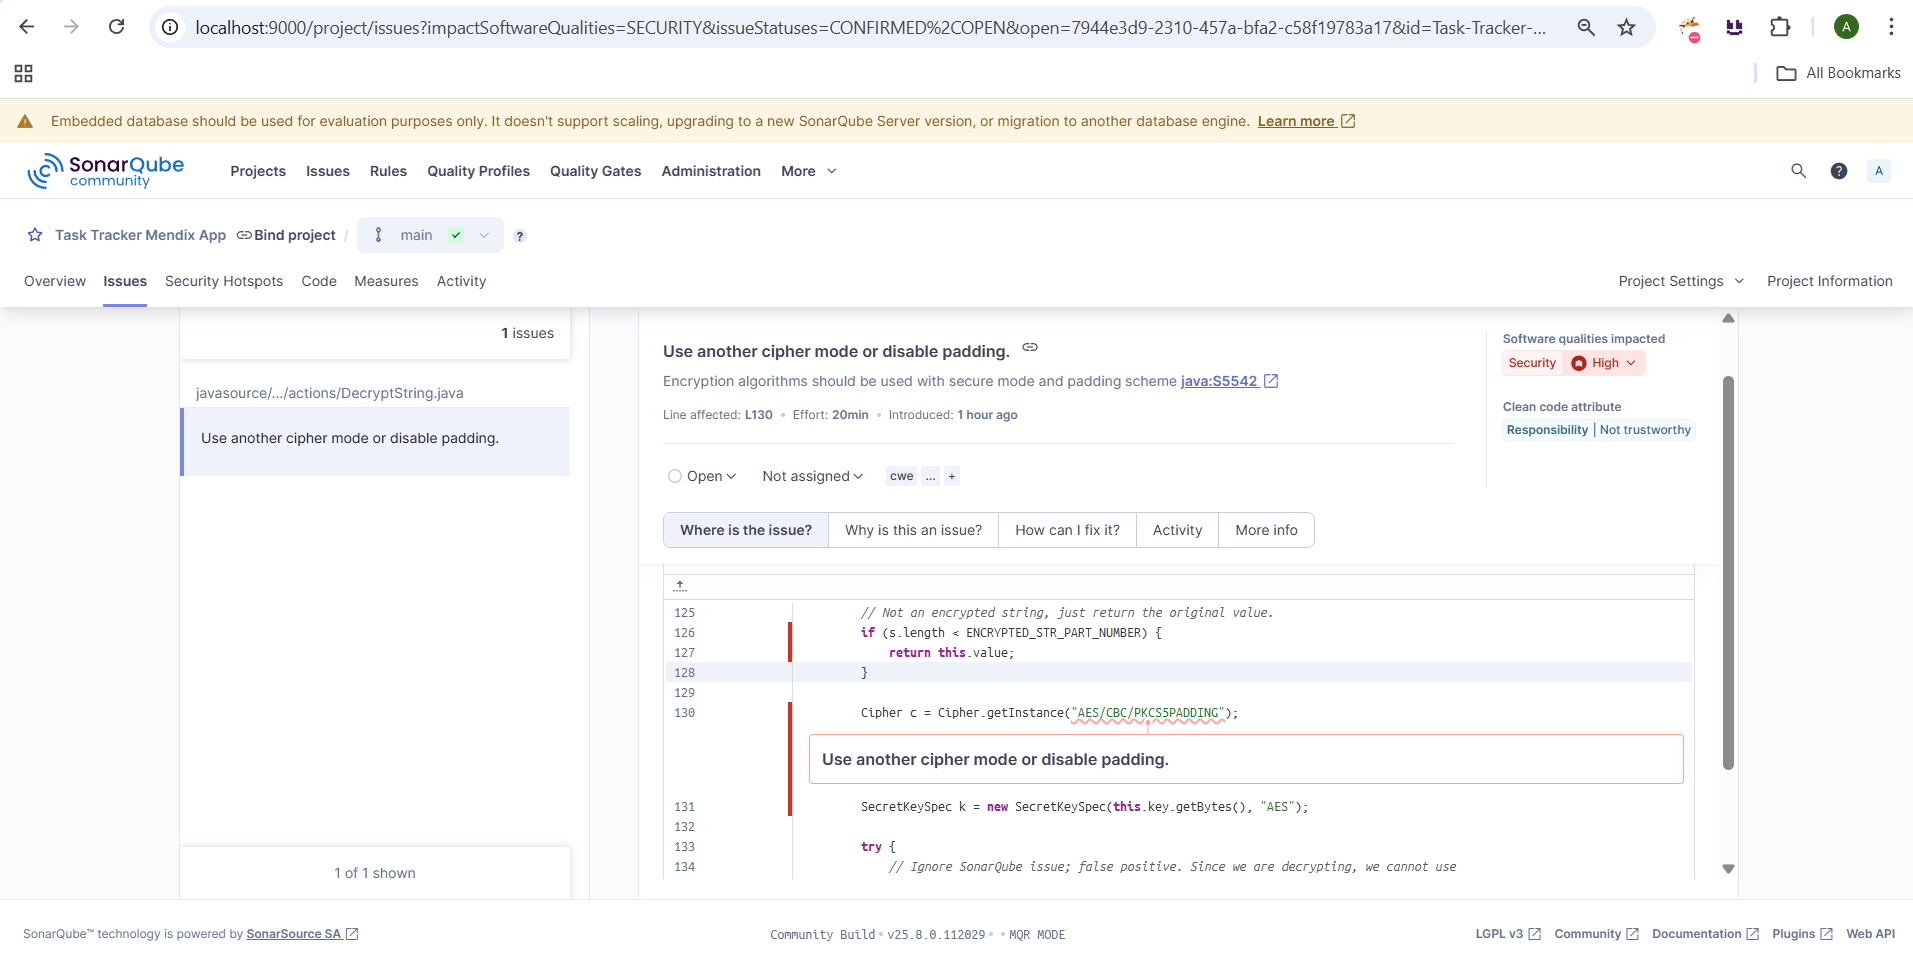 localhost:9000/project/issues?impactSoftwareQualities=SECURITY&issueStatuses=CONFIRMED%2COPEN&open=7944e3d9-2310-457a-bfa2-c58f19783a17&id=Task-Tracker-...
A
All Bookmarks
Embedded database should be used for evaluation purposes only. It doesn't support scaling, upgrading to a new SonarQube Server version, or migration to another database engine. Learn more
SonarQube community
Projects Issues Rules Quality Profiles Quality Gates Administration More
? A
Task Tracker Mendix App Bind project / main ?
Overview Issues Security Hotspots Code Measures Activity
Project Settings Project Information
1 issues
javasource/.../actions/DecryptString.java
Use another cipher mode or disable padding.
1 of 1 shown
Use another cipher mode or disable padding.
Encryption algorithms should be used with secure mode and padding scheme java:S5542
Line affected: L130 • Effort: 20min • Introduced: 1 hour ago
Software qualities impacted
Security High
Clean code attribute
Responsibility | Not trustworthy
Open Not assigned cwe ... +
Where is the issue? Why is this an issue? How can I fix it? Activity More info
125 // Not an encrypted string, just return the original value.
126 if (s.length < ENCRYPTED_STR_PART_NUMBER) {
127 return this.value;
128 }
129
130 Cipher c = Cipher.getInstance("AES/CBC/PKCS5PADDING");
Use another cipher mode or disable padding.
131 SecretKeySpec k = new SecretKeySpec(this.key.getBytes(), "AES");
132
133 try {
134 // Ignore SonarQube issue; false positive. Since we are decrypting, we cannot use
SonarQube™ technology is powered by SonarSource SA
Community Build • v25.8.0.112029 • • MQR MODE
LGPL v3 Community Documentation Plugins Web API